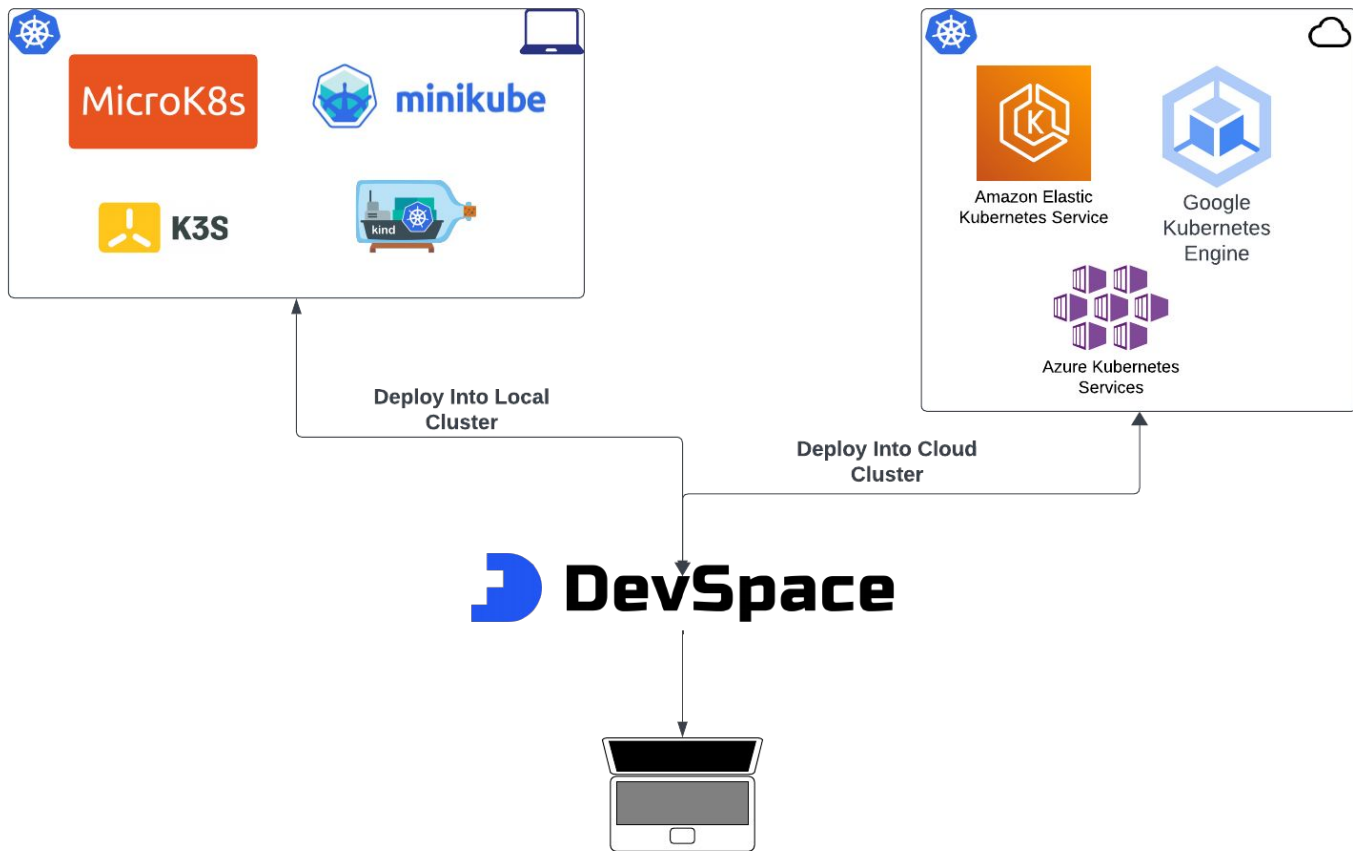 MicroK8s
minikube
K3S
kind
K
Amazon Elastic
Kubernetes Service
Google
Kubernetes
Engine
Azure Kubernetes
Services
Deploy Into Local
Cluster
Deploy Into Cloud
Cluster
DevSpace